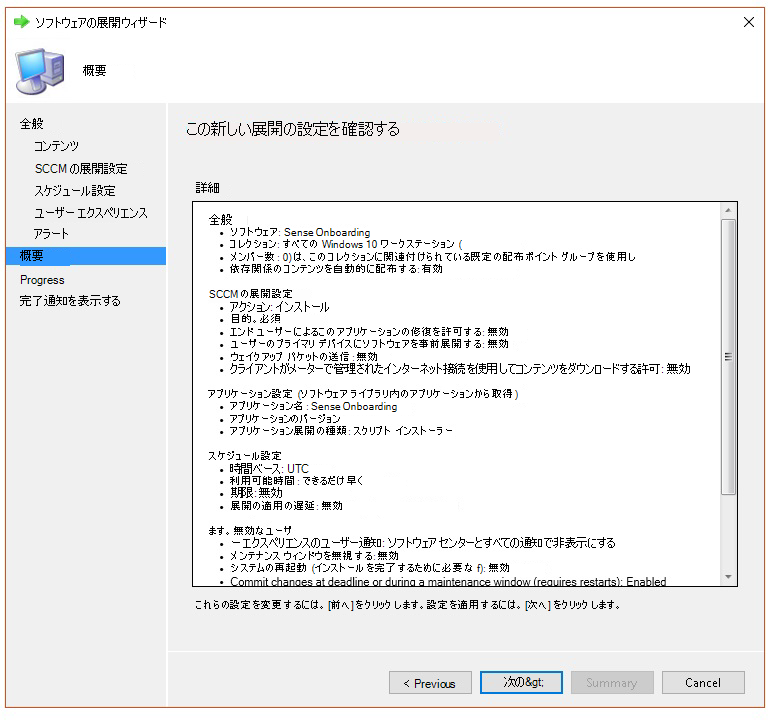 ソフトウェアの展開ウィザード
概要
全般
コンテンツ
SCCM の展開設定
スケジュール設定
ユーザー エクスペリエンス
アラート
概要
Progress
完了通知を表示する
この新しい展開の設定を確認する
詳細
全般
• ソフトウェア: Sense Onboarding
• コレクション: すべての Windows 10 ワークステーション (
• メンバー数 : 0)は、このコレクションに関連付けられている既定の配布ポイント グループを使用し
• 依存関係のコンテンツを自動的に配布する: 有効
SCCMの展開設定
• アクション: インストール
• 目的。必須
• エンド ユーザーによるこのアプリケーションの修復を許可する: 無効
• ユーザーのプライマリ デバイスにソフトウェアを事前展開する: 無効
• ウェイクアップ パケットの送信 : 無効
• クライアントがメーターで管理されたインターネット接続を使用してコンテンツをダウンロードする許可: 無効
アプリケーション設定 (ソフトウェア ライブラリ内のアプリケーションから取得 )
• アプリケーション名 : Sense Onboarding
• アプリケーションのバージョン
• アプリケーション展開の種類 : スクリプト インストーラー
スケジュール設定
• 時間ベース: UTC
• 利用可能時間 : できるだけ早く
• 期限: 無効
• 展開の適用の遅延: 無効
ます。無効なユーザ
• ーエクスペリエンスのユーザー通知: ソフトウェア センターとすべての通知で非表示にする
• メンテナンス ウィンドウを無視する: 無効
• システムの再起動 (インストールを完了するために必要な f): 無効
• Commit changes at deadline or during a maintenance window (requires restarts): Enabled
これらの設定を変更するには。[前へ]をクリックします。設定を適用するには。[次へ]をクリックします。
< Previous
次の&gt;
Summary
Cancel